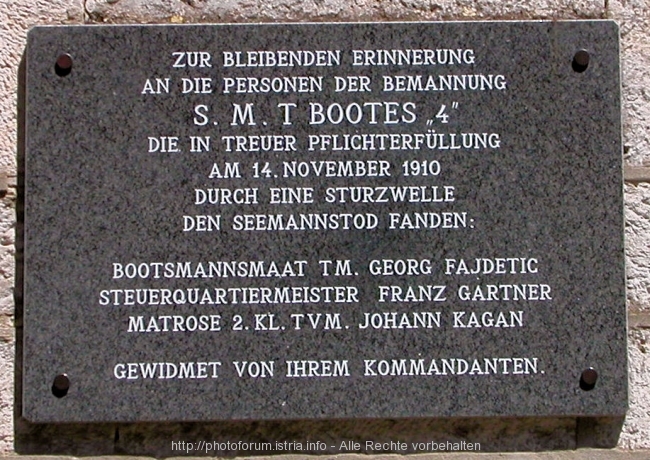 ZUR BLEIBENDEN ERINNERUNG
AN DIE PERSONEN DER BEMANNUNG
S. M. T BOOTES „4”
DIE IN TREUER PFLICHTERFÜLLUNG
AM 14. NOVEMBER 1910
DURCH EINE STURZWELLE
DEN SEEMANNSTOD FANDEN:
BOOTSMANNSMAAT TM. GEORG FAJDETIC
STEUERQUARTIERMEISTER FRANZ GARTNER
MATROSE 2. KL. TVM. JOHANN KAGAN
GEWIDMET VON IHREM KOMMANDANTEN.
http://photoforum.istria.info - Alle Rechte vorbehalten